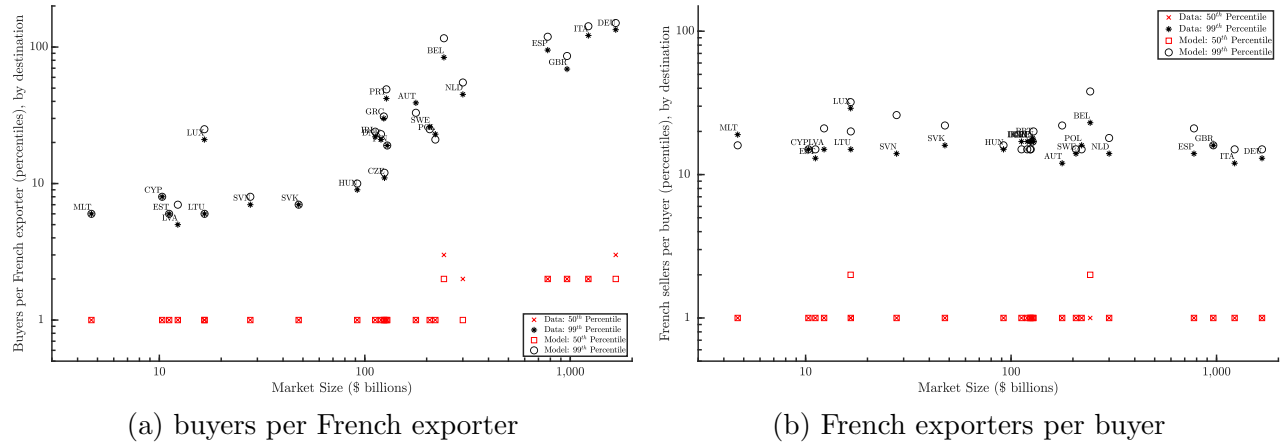 Buyers per French exporter (percentiles), by destination
100
10
1
MLT
CYP
EST
LVA
LTU
LUX
SVN
SVK
HUN
CZE
GRC
PRT
AUT
SWE
BEL
NLD
ESP
GBR
ITA
DEU
Data: 50th Percentile
Data: 99th Percentile
Model: 50th Percentile
Model: 99th Percentile
10
100
1,000
Market Size ($ billions)
(a) buyers per French exporter
French sellers per buyer (percentiles), by destination
100
10
1
MLT
CYP
LVA
LTU
LUX
SVN
SVK
HUN
AUT
SWE
POL
BEL
NLD
ESP
GBR
ITA
DEU
Data: 50th Percentile
Data: 99th Percentile
Model: 50th Percentile
Model: 99th Percentile
10
100
1,000
Market Size ($ billions)
(b) French exporters per buyer